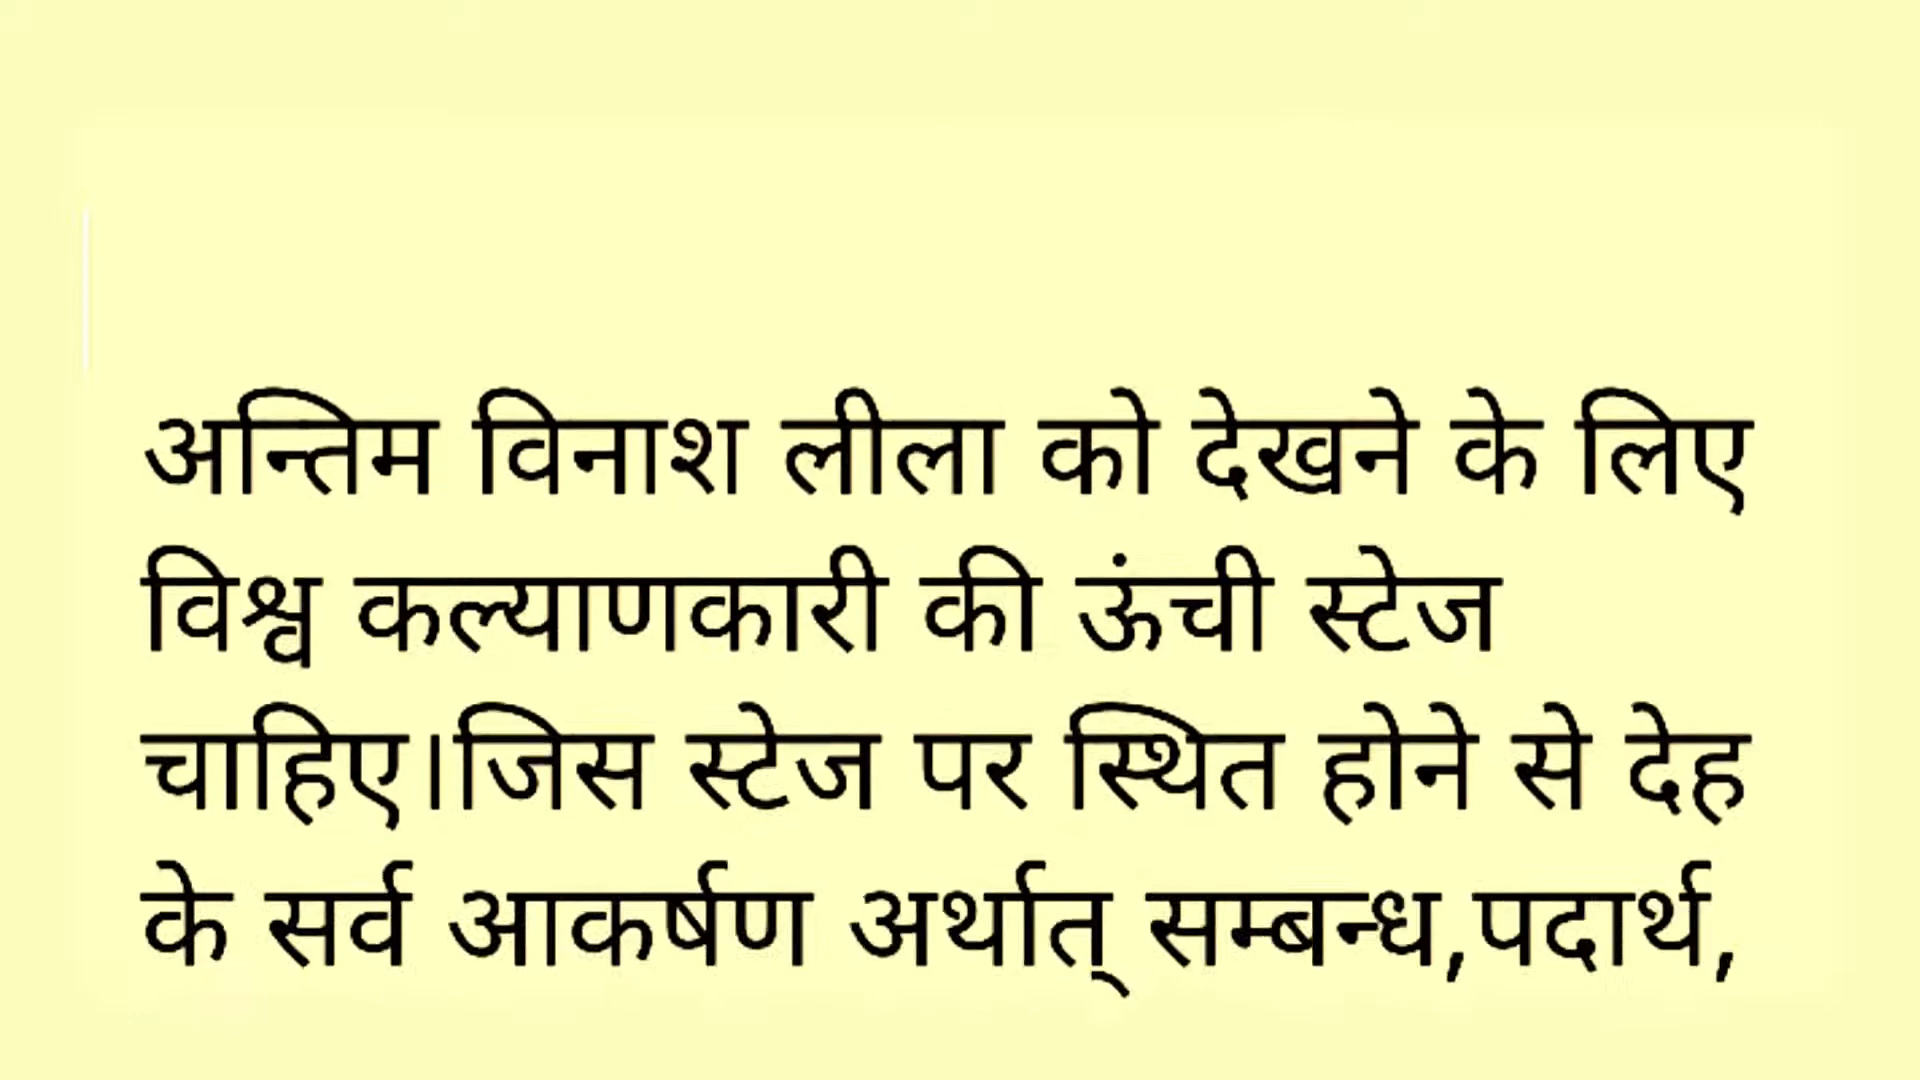 अन्तिम विनाश लीला को देखने के लिए
विश्व कल्याणकारी की ऊंची स्टेज
चाहिए।जिस स्टेज पर स्थित होने से देह
के सर्व आकर्षण अर्थात् सम्बन्ध,पदार्थ,